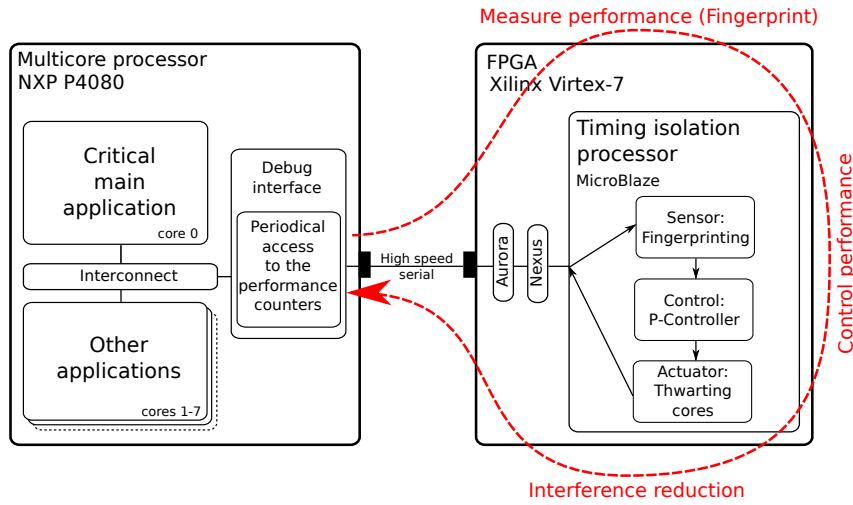 Measure performance (Fingerprint)
Multicore processor
NXP P4080
Critical
main
application
core 0
Interconnect
Other
applications
cores 1-7
Debug
interface
Periodical
access
to the
performance
counters
High speed
serial
FPGA
Xilinx Virtex-7
Aurora
Nexus
Timing isolation
processor
MicroBlaze
Sensor:
Fingerprinting
Control:
P-Controller
Actuator:
Thwarting
cores
Control performance
Interference reduction